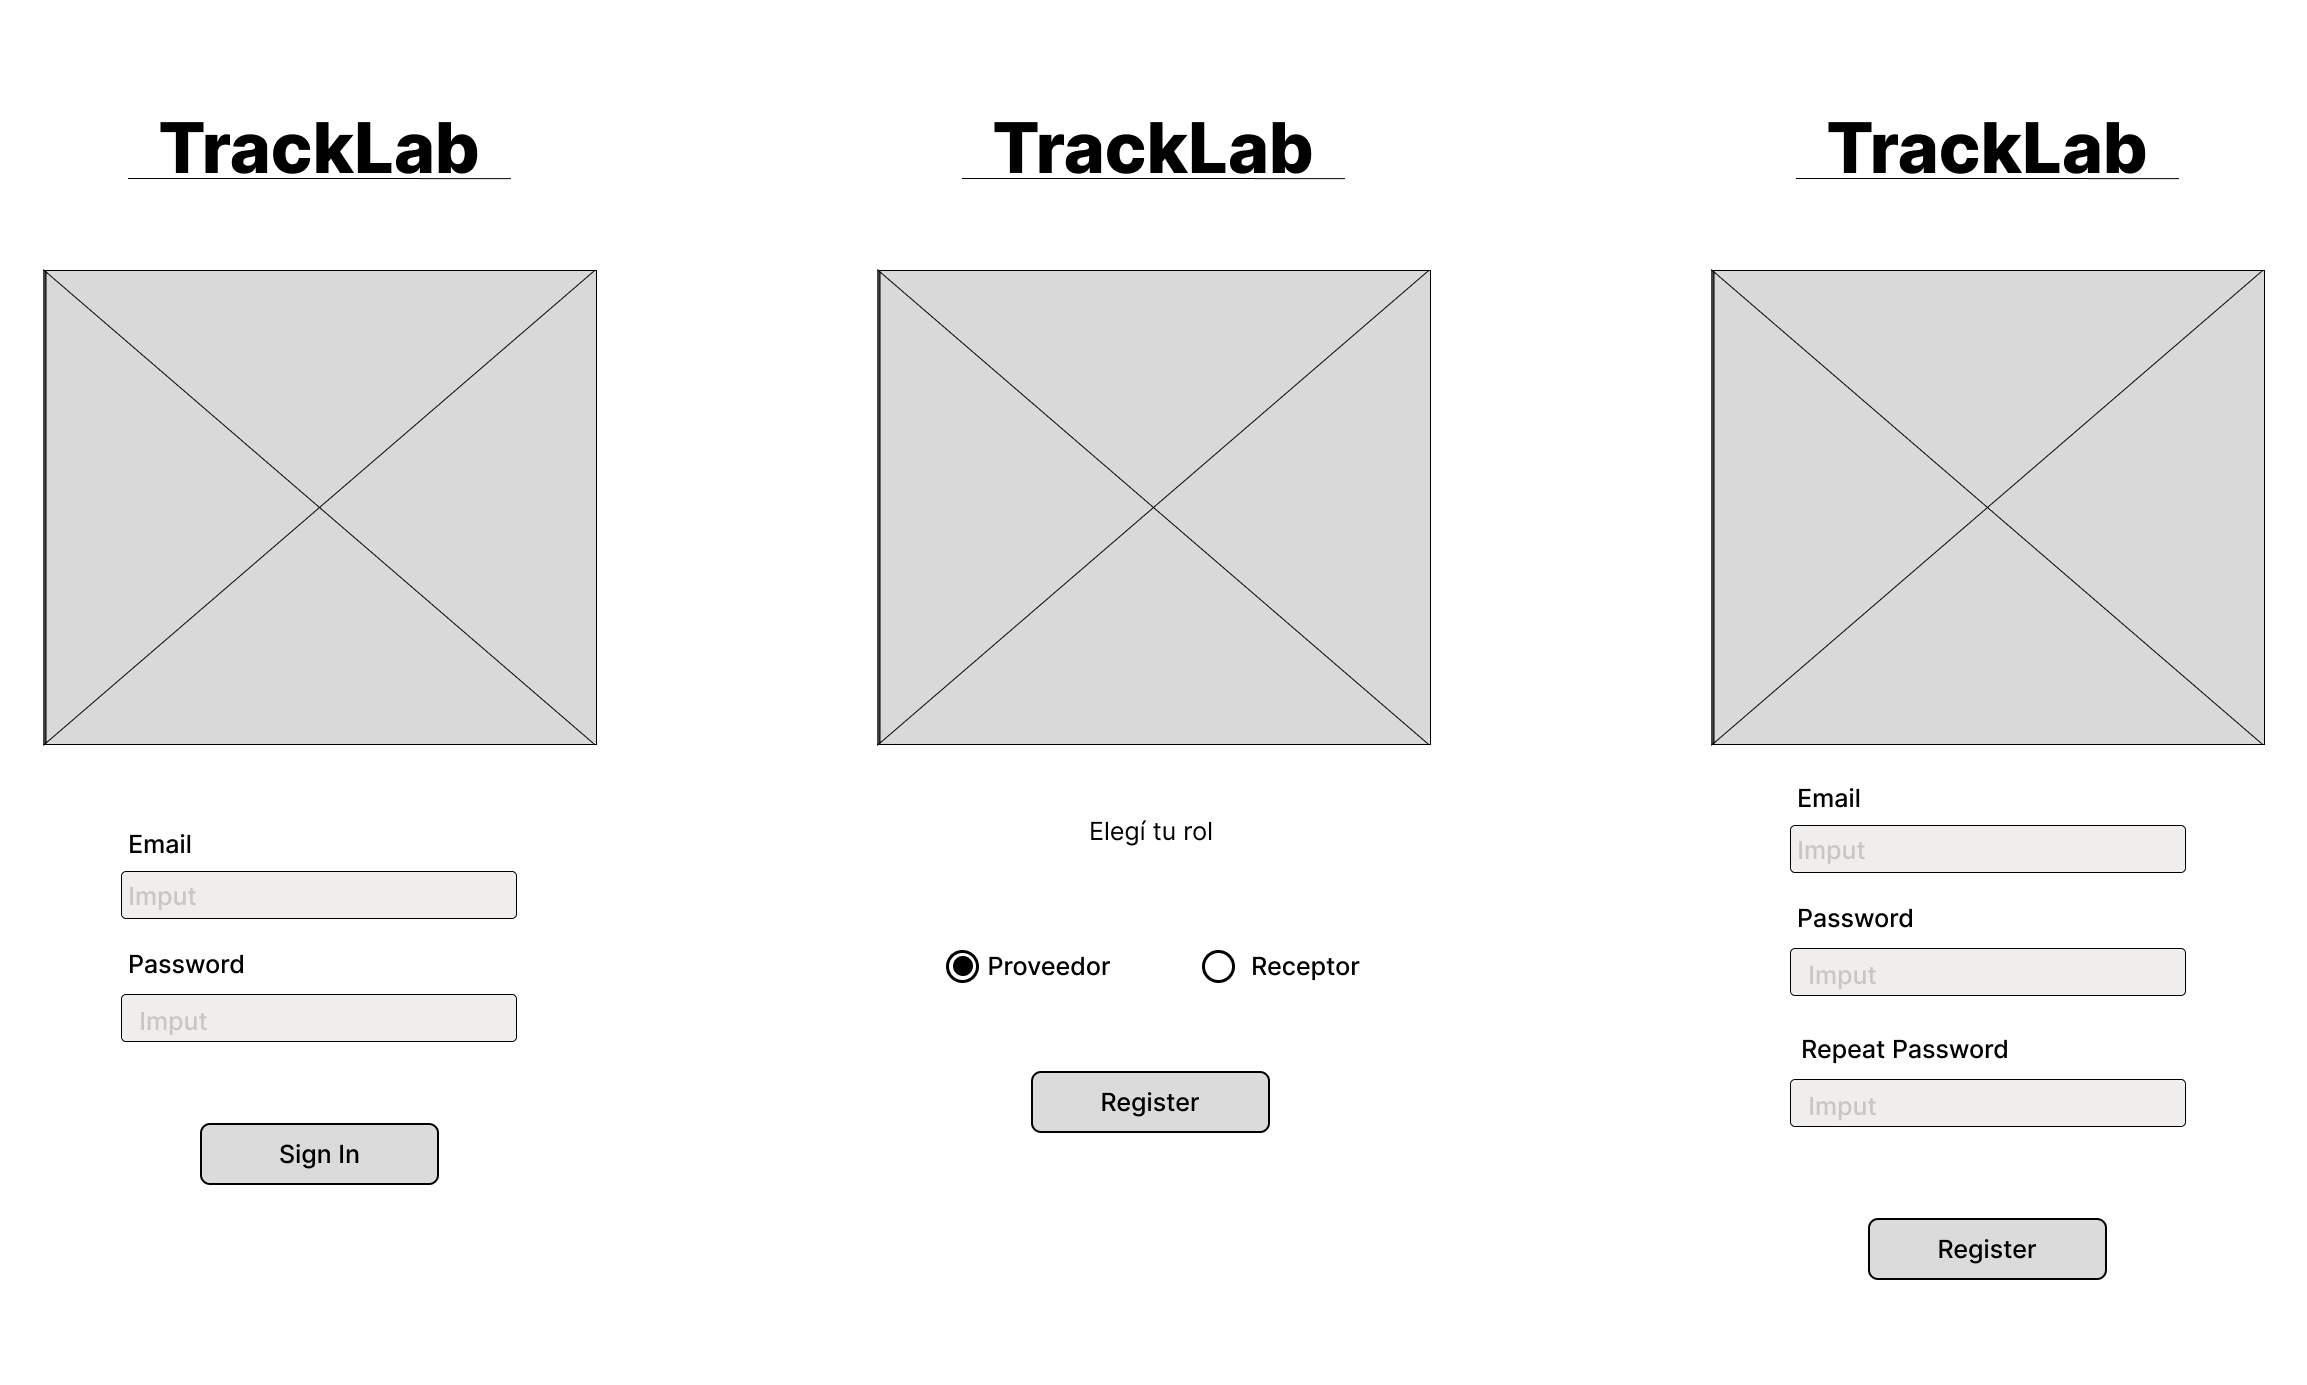 TrackLab
Email
Imput
Password
Imput
Sign In
TrackLab
Elegí tu rol
Proveedor
Receptor
Register
TrackLab
Email
Imput
Password
Imput
Repeat Password
Imput
Register